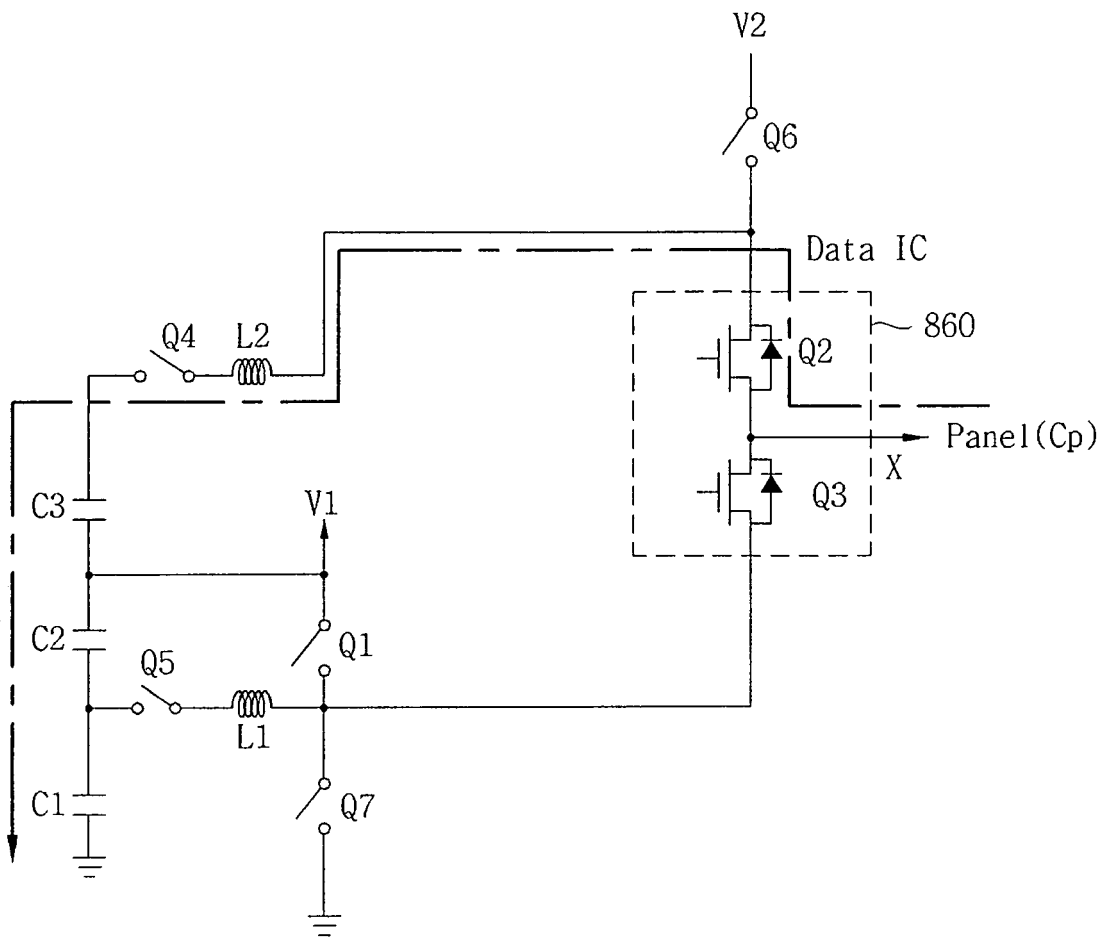 V2
Q6
Data IC
860
Q4
L2
Q2
Panel(Cp)
X
C3
V1
Q3
C2
Q5
Q1
L1
C1
Q7